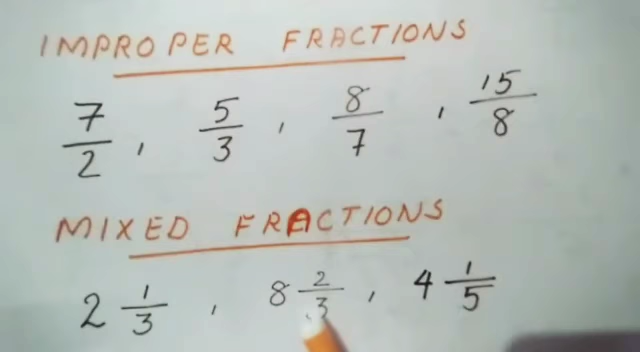 IMPROPER FRACTIONS
7/2, 5/3, 8/7, 15/8
MIXED FRACTIONS
2 1/3, 8 2/3, 4 1/5